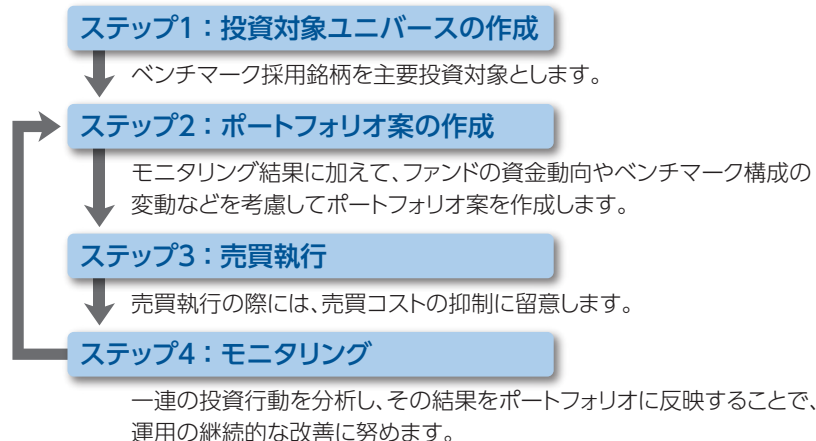 ステップ1：投資対象ユニバースの作成
ベンチマーク採用銘柄を主要投資対象とします。
ステップ2：ポートフォリオ案の作成
モニタリング結果に加えて、ファンドの資金動向やベンチマーク構成の
変動などを考慮してポートフォリオ案を作成します。
ステップ3：売買執行
売買執行の際には、売買コストの抑制に留意します。
ステップ4：モニタリング
一連の投資行動を分析し、その結果をポートフォリオに反映することで、
運用の継続的な改善に努めます。